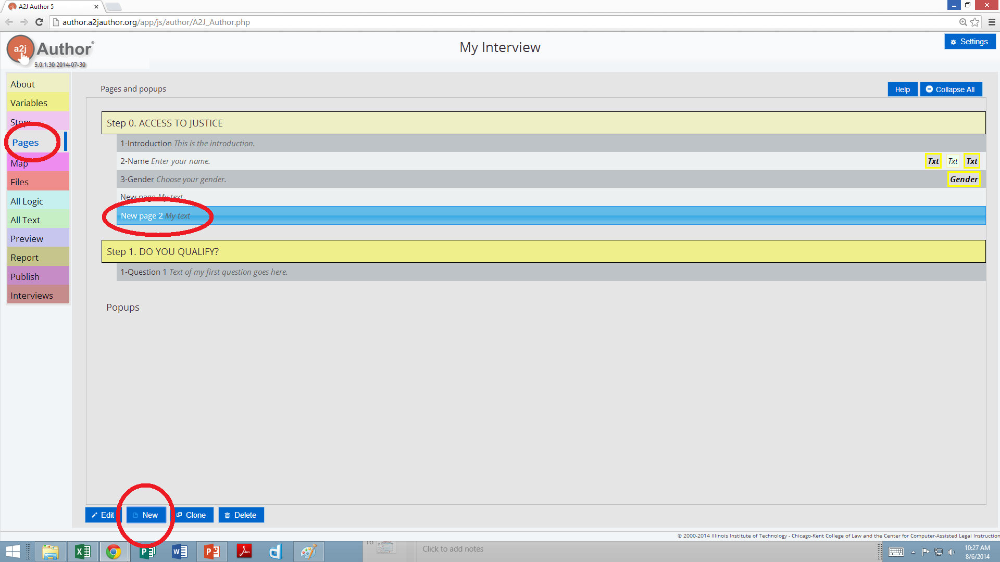 A2J Author 5
author.a2jauthor.org/app/js/author/A2J_Author.php
a2j Author®
5.0.1.30 2014-07-30
My Interview
Settings
About
Variables
Steps
Pages
Map
Files
All Logic
All Text
Preview
Report
Publish
Interviews
Pages and popups
Help
Collapse All
Step 0. ACCESS TO JUSTICE
1-Introduction This is the introduction.
2-Name Enter your name.
Txt Txt Txt
3-Gender Choose your gender.
Gender
New page My text
New page 2 My text
Step 1. DO YOU QUALIFY?
1-Question 1 Text of my first question goes here.
Popups
Edit
New
Clone
Delete
© 2000-2014 Illinois Institute of Technology - Chicago-Kent College of Law and the Center for Computer-Assisted Legal Instruction
Click to add notes
10:27 AM
8/6/2014